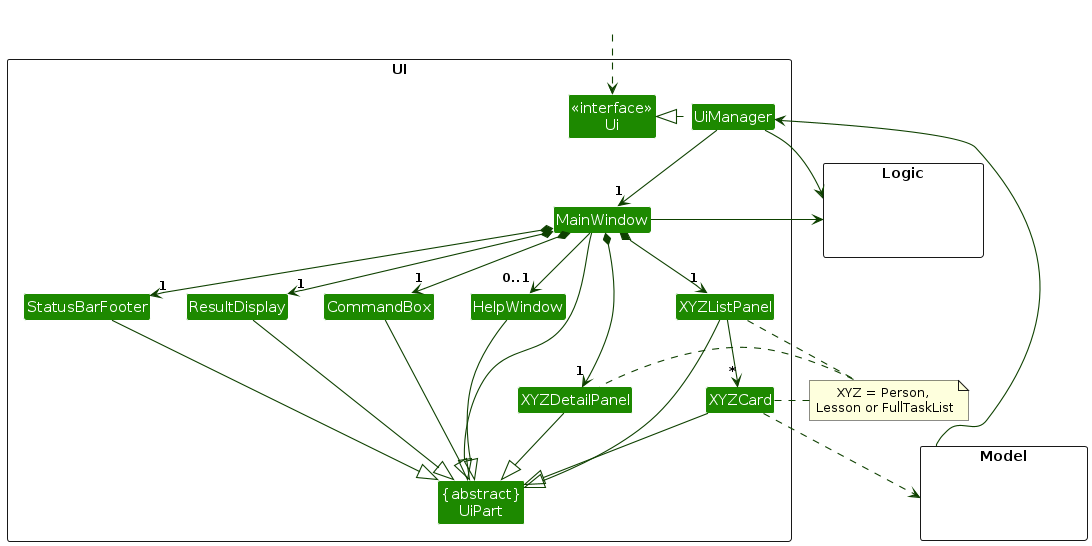 UI
«interface»
Ui
UiManager
Logic
1
MainWindow
1
1
1
0..1
1
StatusBarFooter
ResultDisplay
CommandBox
HelpWindow
XYZListPanel
1
*
XYZDetailPanel
XYZCard
XYZ = Person,
Lesson or FullTaskList
Model
{abstract}
UiPart